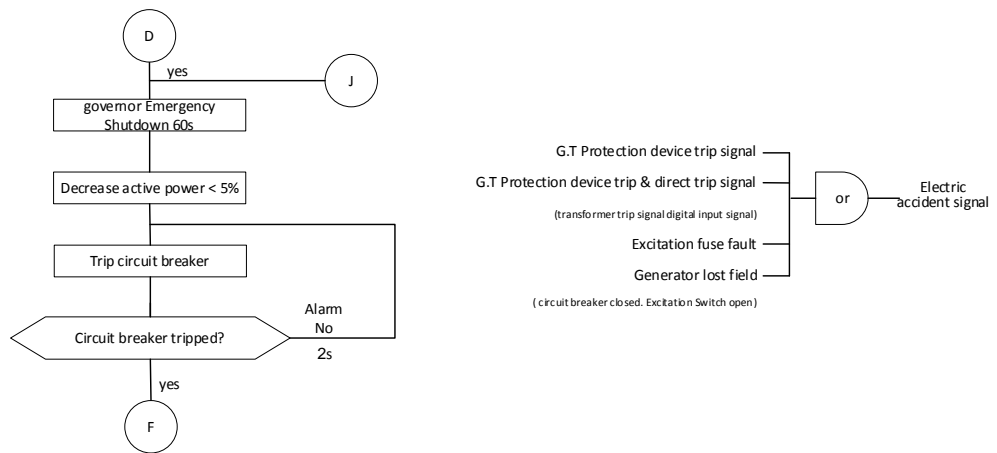 D
yes
J
governor Emergency
Shutdown 60s
Decrease active power < 5%
Trip circuit breaker
Alarm
No
Circuit breaker tripped?
2s
yes
F
G.T Protection device trip signal
G.T Protection device trip & direct trip signal
(transformer trip signal digital input signal)
Excitation fuse fault
Generator lost field
( circuit breaker closed. Excitation Switch open )
or
Electric
accident signal